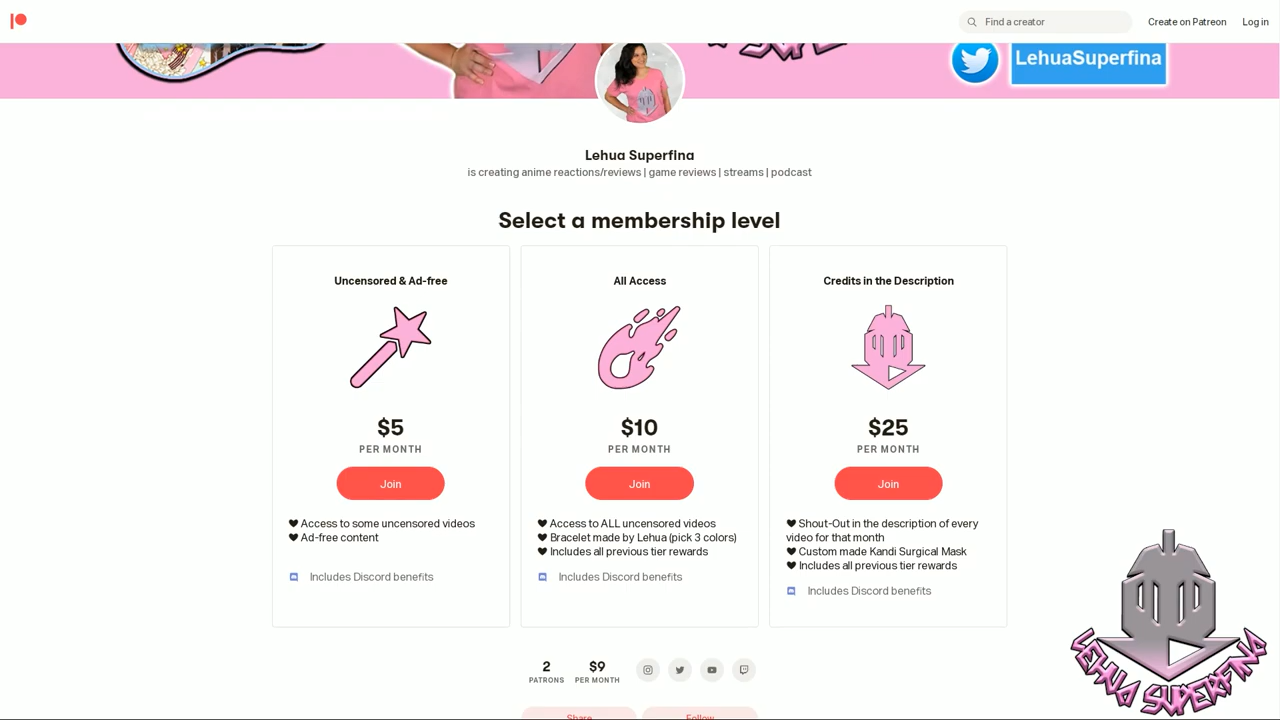 Find a creator
Create on Patreon
Log in
LehuaSuperfina
Lehua Superfina
is creating anime reactions/reviews | game reviews | streams | podcast
Select a membership level
Uncensored & Ad-free
$5
PER MONTH
Join
Access to some uncensored videos
Ad-free content
Includes Discord benefits
All Access
$10
PER MONTH
Join
Access to ALL uncensored videos
Bracelet made by Lehua (pick 3 colors)
Includes all previous tier rewards
Includes Discord benefits
Credits in the Description
$25
PER MONTH
Join
Shout-Out in the description of every
video for that month
Custom made Kandi Surgical Mask
Includes all previous tier rewards
Includes Discord benefits
2
PATRONS
$9
PER MONTH
Share
Follow
LEHUA SUPERFINA